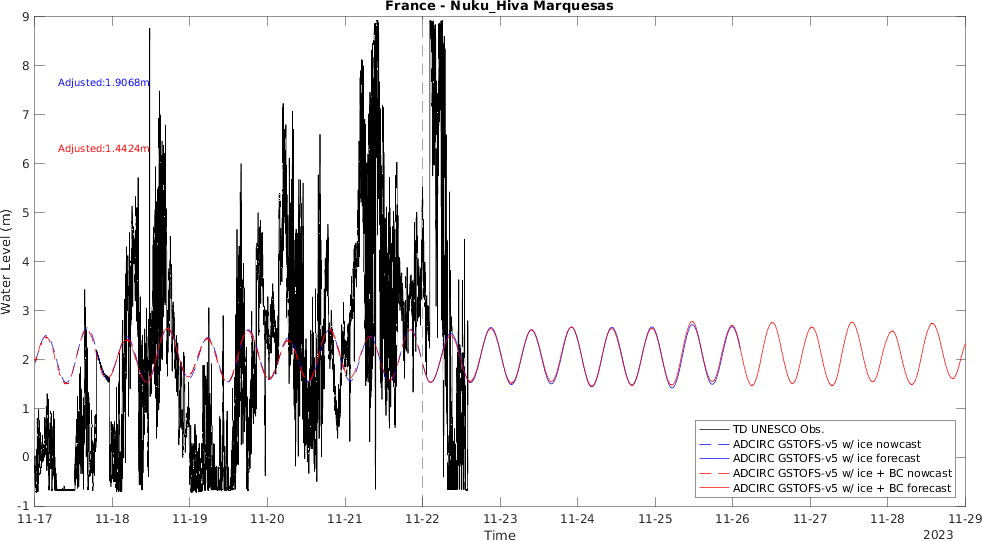 France - Nuku_Hiva Marquesas
9
8
7
6
5
4
3
2
1
0
-1
Water Level (m)
Adjusted:1.9068m
Adjusted:1.4424m
TD UNESCO Obs.
ADCIRC GSTOFS-v5 w/ ice nowcast
ADCIRC GSTOFS-v5 w/ ice forecast
ADCIRC GSTOFS-v5 w/ ice + BC nowcast
ADCIRC GSTOFS-v5 w/ ice + BC forecast
11-17 11-18 11-19 11-20 11-21 11-22 11-23 11-24 11-25 11-26 11-27 11-28 11-29
Time
2023